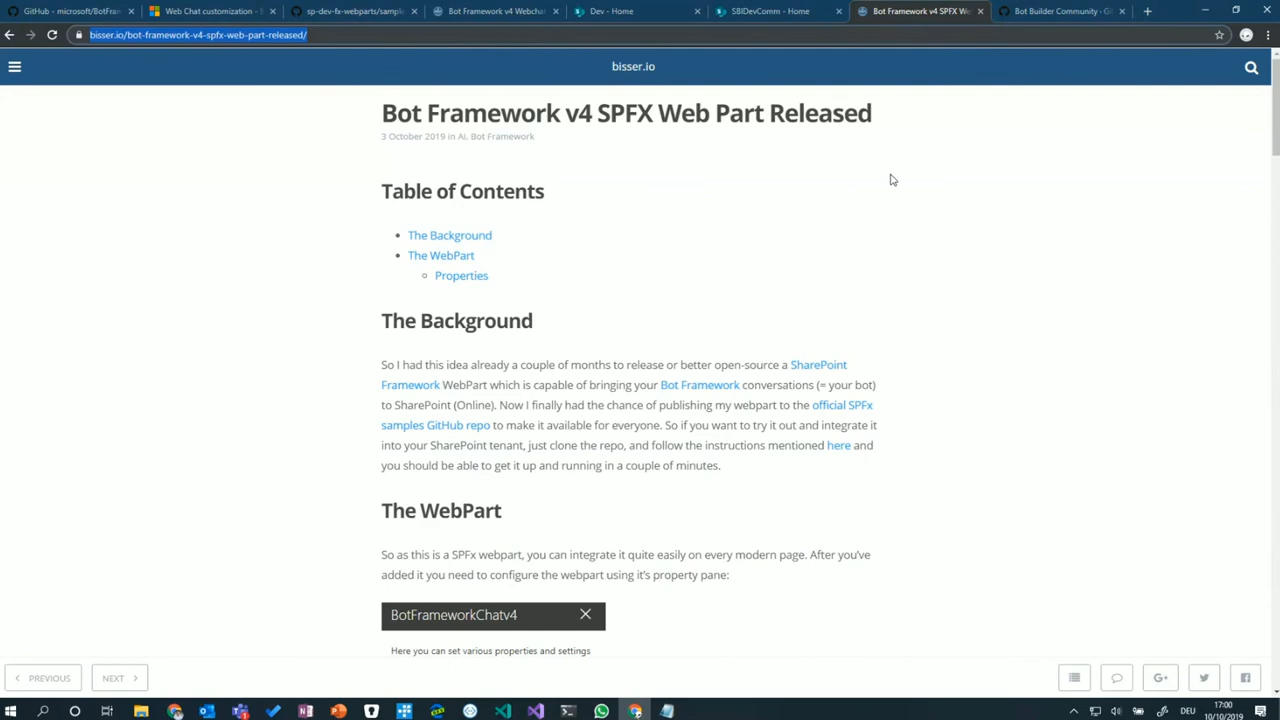 GitHub - microsoft/BotFran
Web Chat customization - B
sp-dev-fx-webparts/sample
Bot Framework v4 Webchat
Dev - Home
SBIDevComm - Home
Bot Framework v4 SPFX We
Bot Builder Community - Gi
bisser.io/bot-framework-v4-spfx-web-part-released/
bisser.io
Bot Framework v4 SPFX Web Part Released
3 October 2019 in AI, Bot Framework
Table of Contents
• The Background
• The WebPart
○ Properties
The Background
So I had this idea already a couple of months to release or better open-source a SharePoint
Framework WebPart which is capable of bringing your Bot Framework conversations (= your bot)
to SharePoint (Online). Now I finally had the chance of publishing my webpart to the official SPFx
samples GitHub repo to make it available for everyone. So if you want to try it out and integrate it
into your SharePoint tenant, just clone the repo, and follow the instructions mentioned here and
you should be able to get it up and running in a couple of minutes.
The WebPart
So as this is a SPFx webpart, you can integrate it quite easily on every modern page. After you've
added it you need to configure the webpart using it's property pane:
BotFrameworkChatv4
Here you can set various properties and settings
PREVIOUS
NEXT
DEU
17:00
10/10/2019